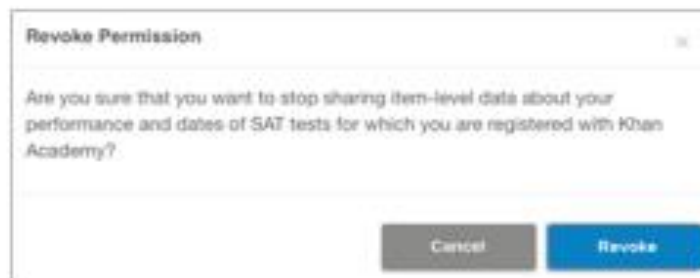 Revoke Permission
Are you sure that you want to stop sharing item-level data about your
performance and dates of SAT tests for which you are registered with Khan
Academy?
Cancel
Revoke